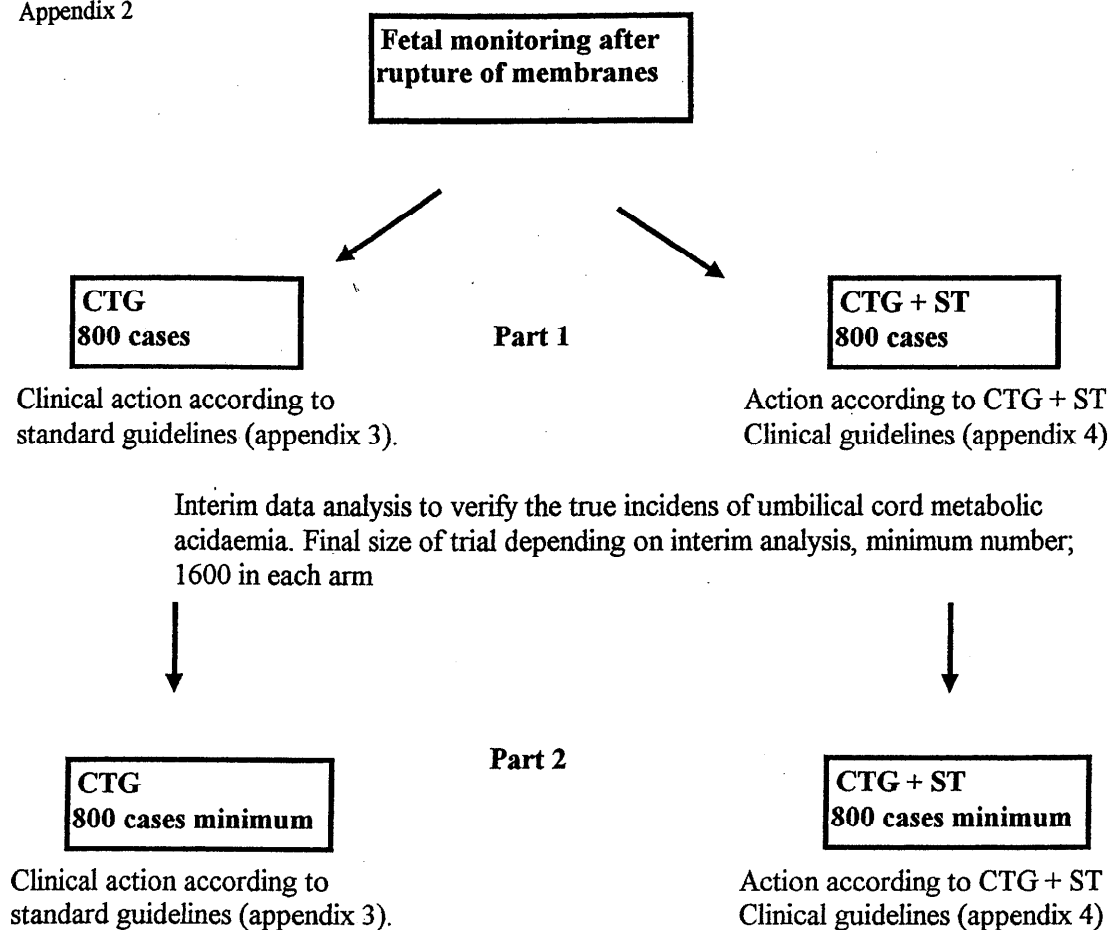 Appendix 2
Fetal monitoring after
rupture of membranes
CTG
800 cases
Part 1
CTG + ST
800 cases
Clinical action according to
standard guidelines (appendix 3).
Action according to CTG + ST
Clinical guidelines (appendix 4)
Interim data analysis to verify the true incidens of umbilical cord metabolic
acidaemia. Final size of trial depending on interim analysis, minimum number;
1600 in each arm
Part 2
CTG
800 cases minimum
CTG + ST
800 cases minimum
Clinical action according to
standard guidelines (appendix 3).
Action according to CTG + ST
Clinical guidelines (appendix 4)